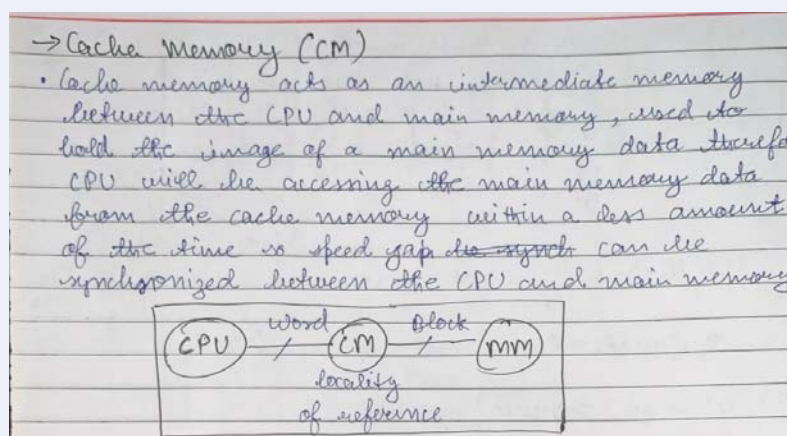 → Cache Memory (CM)
• Cache memory acts as an intermediate memory
between the CPU and main memory, used to
hold the image of a main memory data therefo
CPU will be accessing the main memory data
from the cache memory within a less amount
of the time so speed gap to synch can be
synchronized between the CPU and main memory
Word Block
CPU CM MM
locality
of reference